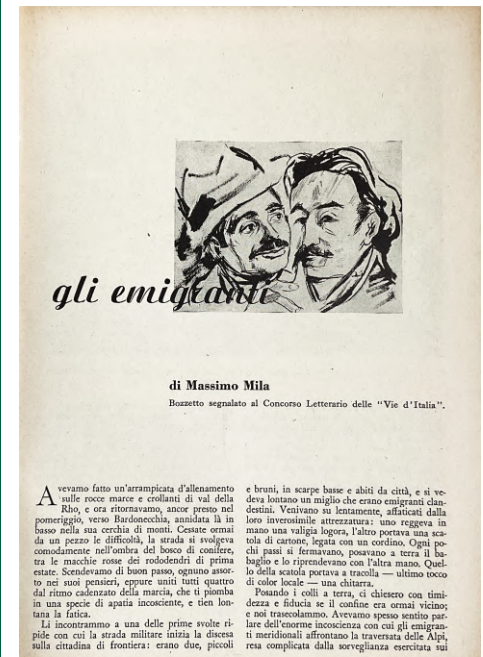 gli emigranti
di Massimo Mila
Bozzetto segnalato al Concorso Letterario delle "Vie d'Italia".
Avevamo fatto un'arrampicata d'allenamento
sulle rocce marce e crollanti di val della
Rho, e ora ritornavamo, ancor presto nel
pomeriggio, verso Bardonecchia, annidata là in
basso nella sua cerchia di monti. Cessate ormai
da un pezzo le difficoltà, la strada si svolgeva
comodamente nell'ombra del bosco di conifere,
tra le macchie rosse dei rododendri di prima
estate. Scendevamo di buon passo, ognuno assor-
to nei suoi pensieri, eppure uniti tutti quattro
dal ritmo cadenzato della marcia, che ti piomba
in una specie di apatia incosciente, e tien lon-
tana la fatica.
Li incontrammo a una delle prime svolte ri-
pide con cui la strada militare inizia la discesa
sulla cittadina di frontiera: erano due, piccoli
e bruni, in scarpe basse e abiti da città, e si ve-
deva lontano un miglio che erano emigranti clan-
destini. Venivano su lentamente, affaticati dalla
loro inverosimile attrezzatura: uno reggeva in
mano una valigia logora, l'altro portava una sca-
tola di cartone, legata con un cordino. Ogni po-
chi passi si fermavano, posavano a terra il ba-
gaglio e lo riprendevano con l'altra mano. Quel-
lo della scatola portava a tracolla — ultimo tocco
di color locale — una chitarra.
Posando i colli a terra, ci chiesero con timi-
dezza e fiducia se il confine era ormai vicino;
e noi trasecolammo. Avevamo spesso sentito par-
lare dell'enorme incoscienza con cui gli emigran-
ti meridionali affrontano la traversata delle Alpi,
resa complicata dalla sorveglianza esercitata sui